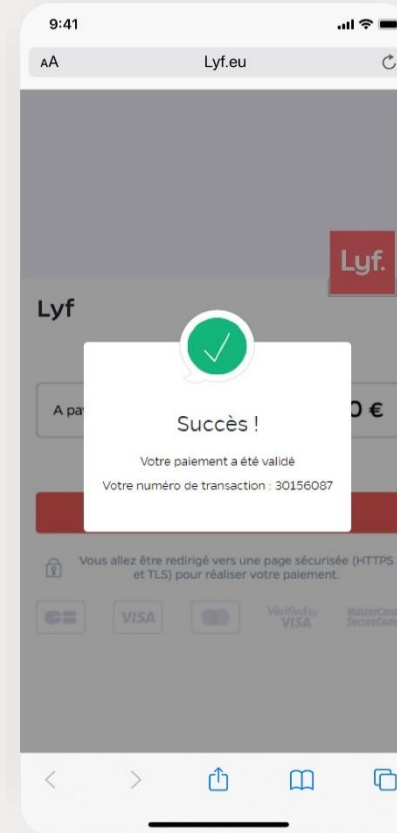 9:41
AA Lyf.eu
Lyf.
Lyf
A pa 0 €
Succès !
Votre paiement a été validé
Votre numéro de transaction : 30156087
Vous allez être redirigé vers une page sécurisée (HTTPS
et TLS) pour réaliser votre paiement.
CB VISA Verified by VISA MasterCard SecureCode